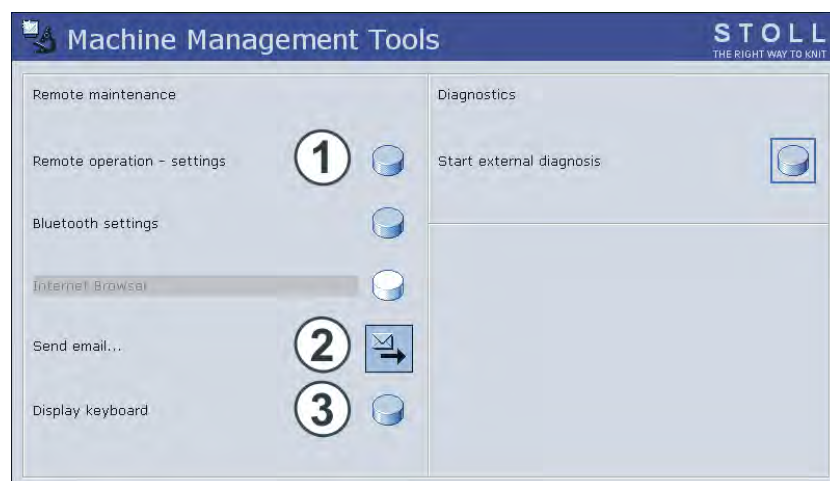 Machine Management Tools
STOLL
THE RIGHT WAY TO KNIT
Remote maintenance
Remote operation - settings
1
Bluetooth settings
Internet Browser
Send email...
2
Display keyboard
3
Diagnostics
Start external diagnosis